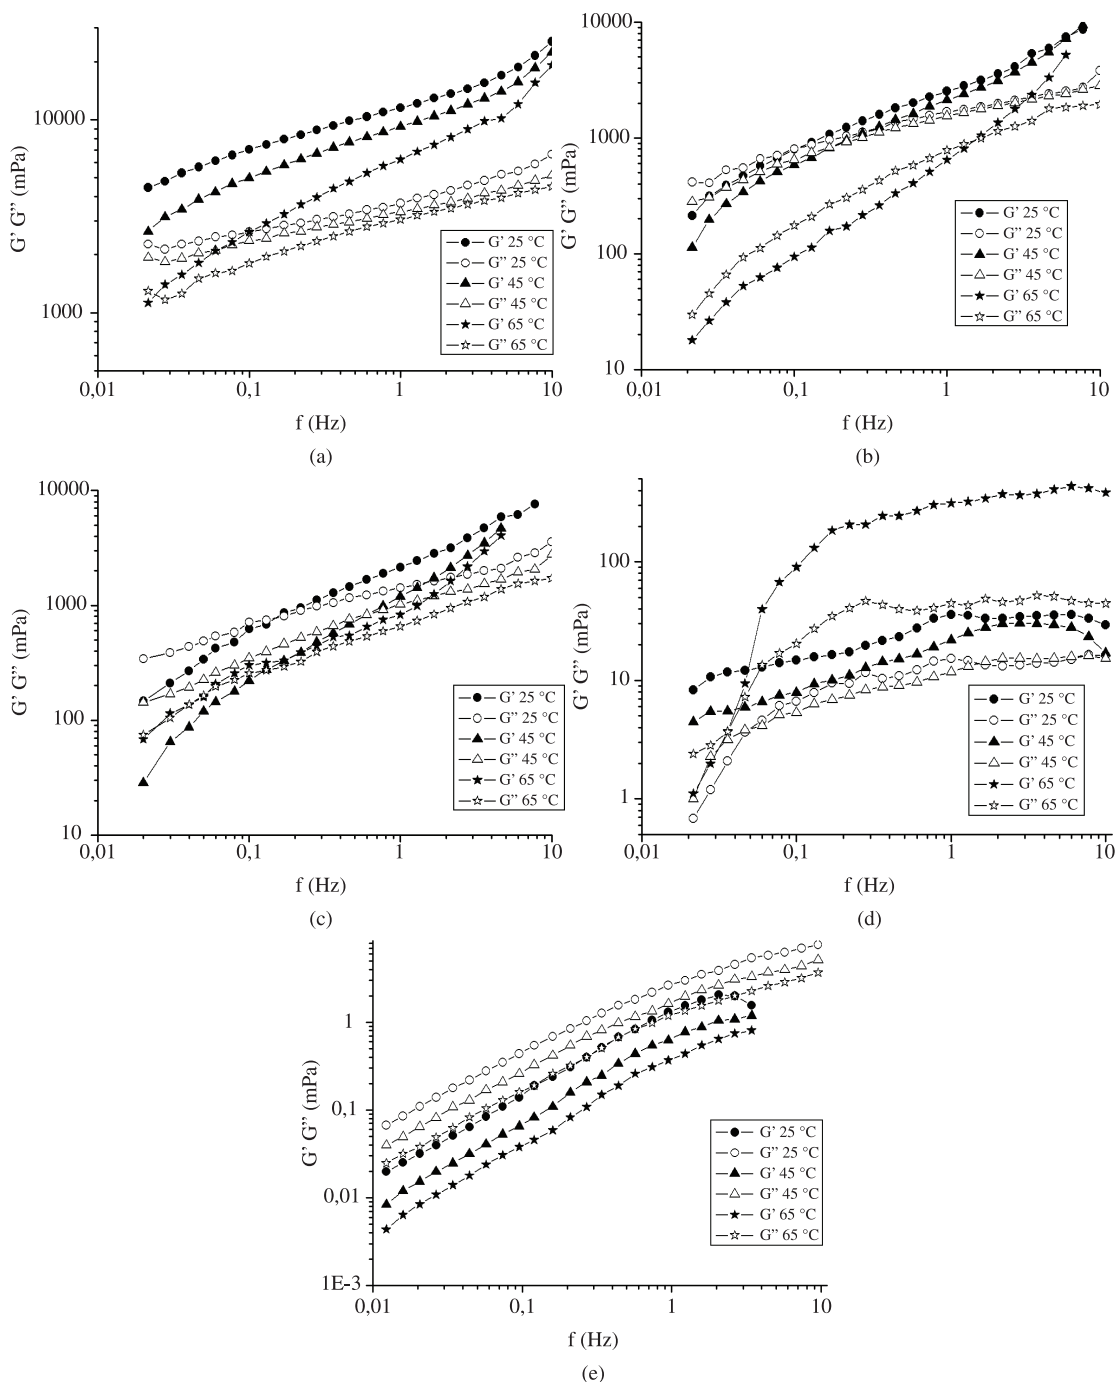 10000
1000
G' G" (mPa)
0,01
0,1
1
10
f (Hz)
G' 25 °C
G" 25 °C
G' 45 °C
G" 45 °C
G' 65 °C
G" 65 °C
(a)
10000
1000
100
10
G' G" (mPa)
0,01
0,1
1
10
f (Hz)
G' 25 °C
G" 25 °C
G' 45 °C
G" 45 °C
G' 65 °C
G" 65 °C
(b)
10000
1000
100
10
G' G" (mPa)
0,01
0,1
1
10
f (Hz)
G' 25 °C
G" 25 °C
G' 45 °C
G" 45 °C
G' 65 °C
G" 65 °C
(c)
100
10
1
G' G" (mPa)
0,01
0,1
1
10
f (Hz)
G' 25 °C
G" 25 °C
G' 45 °C
G" 45 °C
G' 65 °C
G" 65 °C
(d)
1
0,1
0,01
1E-3
G' G" (mPa)
0,01
0,1
1
10
f (Hz)
G' 25 °C
G" 25 °C
G' 45 °C
G" 45 °C
G' 65 °C
G" 65 °C
(e)